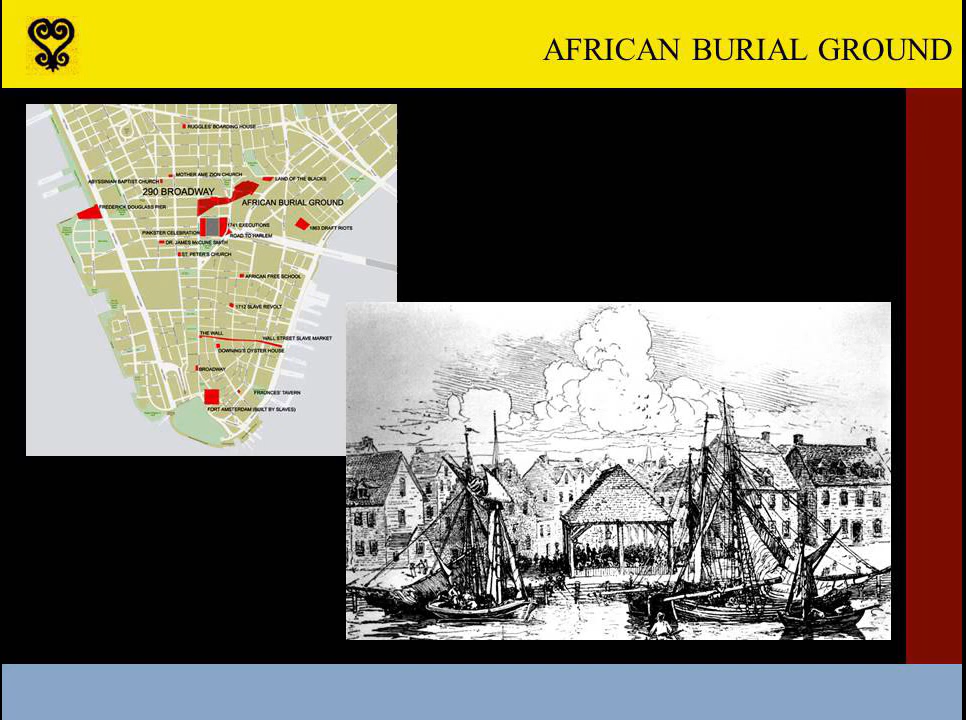 AFRICAN BURIAL GROUND
RUGGLES' BOARDING HOUSE
MOTHER AME ZION CHURCH
ABYSSINIAN BAPTIST CHURCH
LAND OF THE BLACKS
290 BROADWAY
AFRICAN BURIAL GROUND
FREDERICK DOUGLASS PIER
1741 EXECUTIONS
1863 DRAFT RIOTS
PINKSTER CELEBRATION
ROAD TO HARLEM
DR. JAMES MCCUNE SMITH
ST. PETER'S CHURCH
AFRICAN FREE SCHOOL
1712 SLAVE REVOLT
THE WALL
WALL STREET SLAVE MARKET
DOWNING'S OYSTER HOUSE
BROADWAY
FRAUNCES' TAVERN
FORT AMSTERDAM (BUILT BY SLAVES)